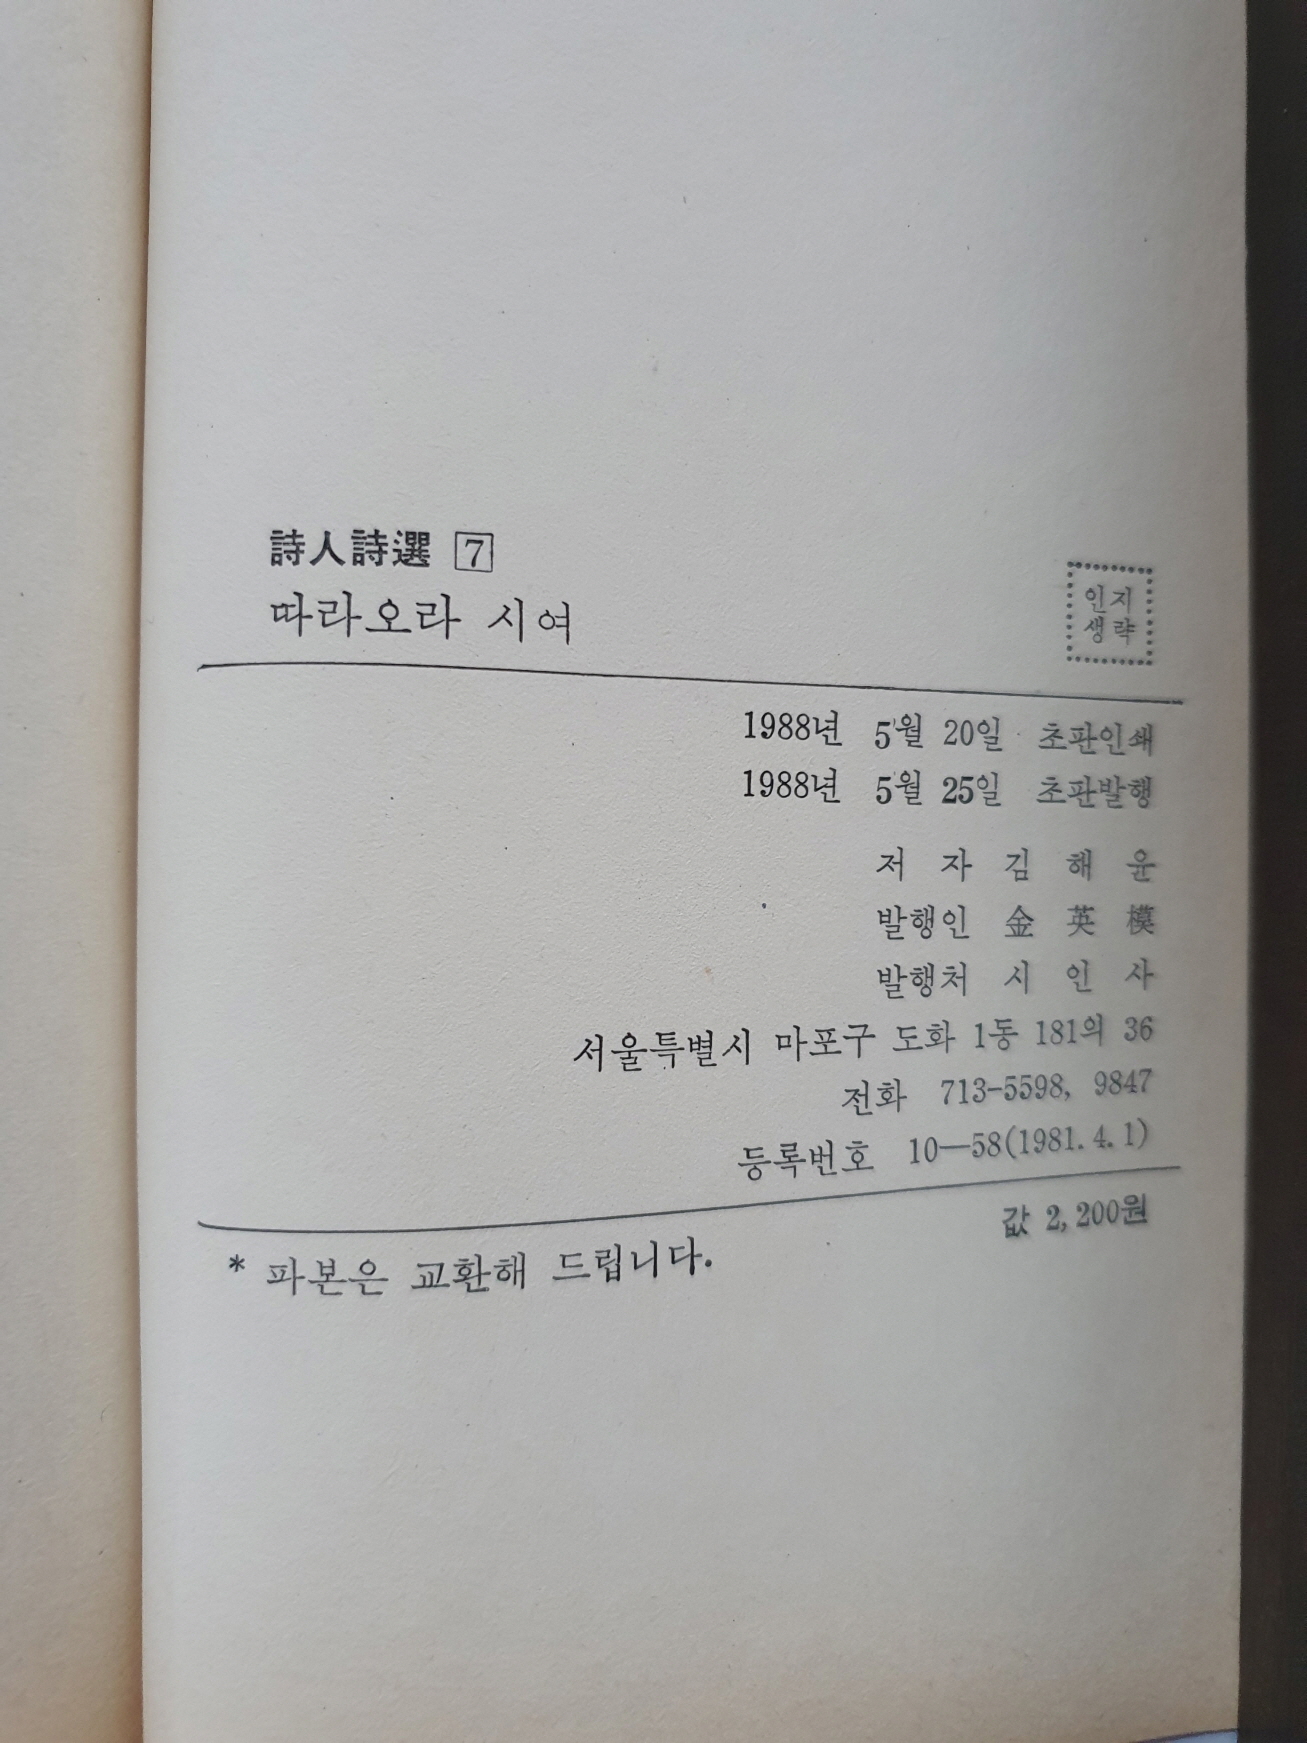 詩人詩選 7
따라오라 시여
인지
생략
1988년 5월 20일 초판인쇄
1988년 5월 25일 초판발행
저 자 김 해 윤
발행인 金 英 模
발행처 시 인 사
서울특별시 마포구 도화 1동 181의 36
전화 713-5598, 9847
등록번호 10—58(1981. 4. 1)
값 2,200원
* 파본은 교환해 드립니다.